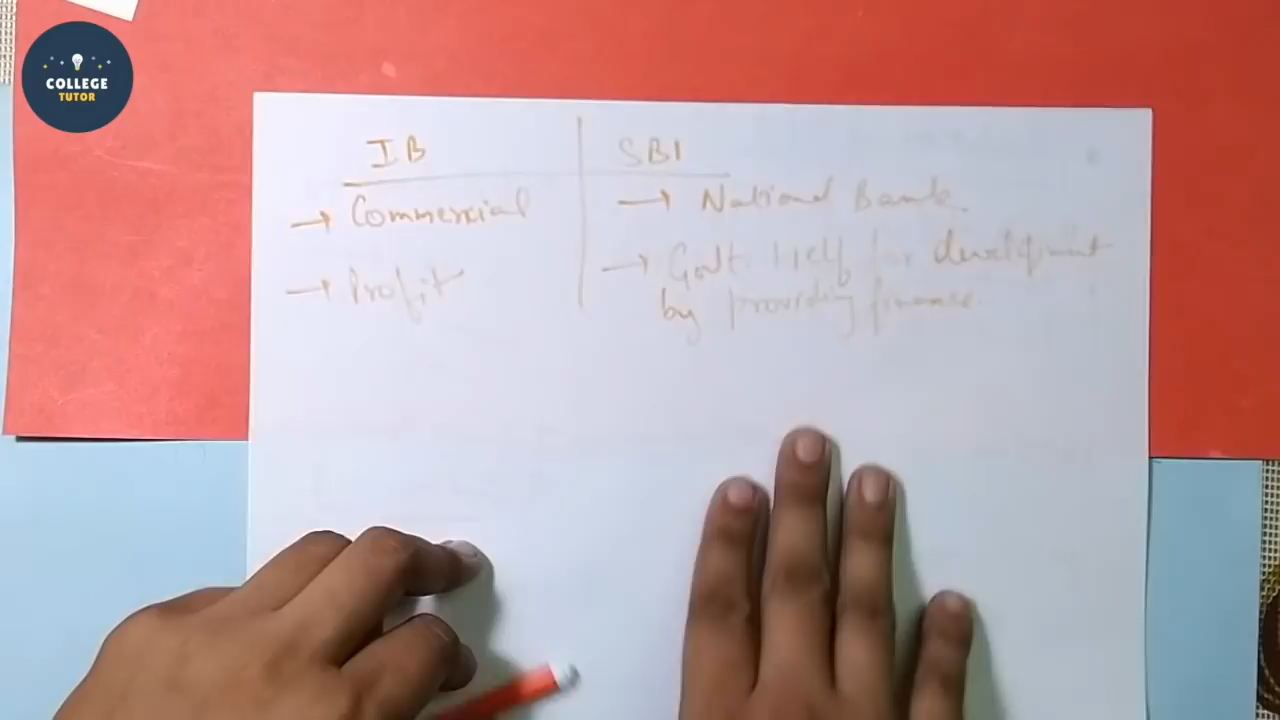 COLLEGE
TUTOR
IB
SBI
→ Commercial
→ National Bank.
→ Profit
→ Govt. Help for development
by providing finance.